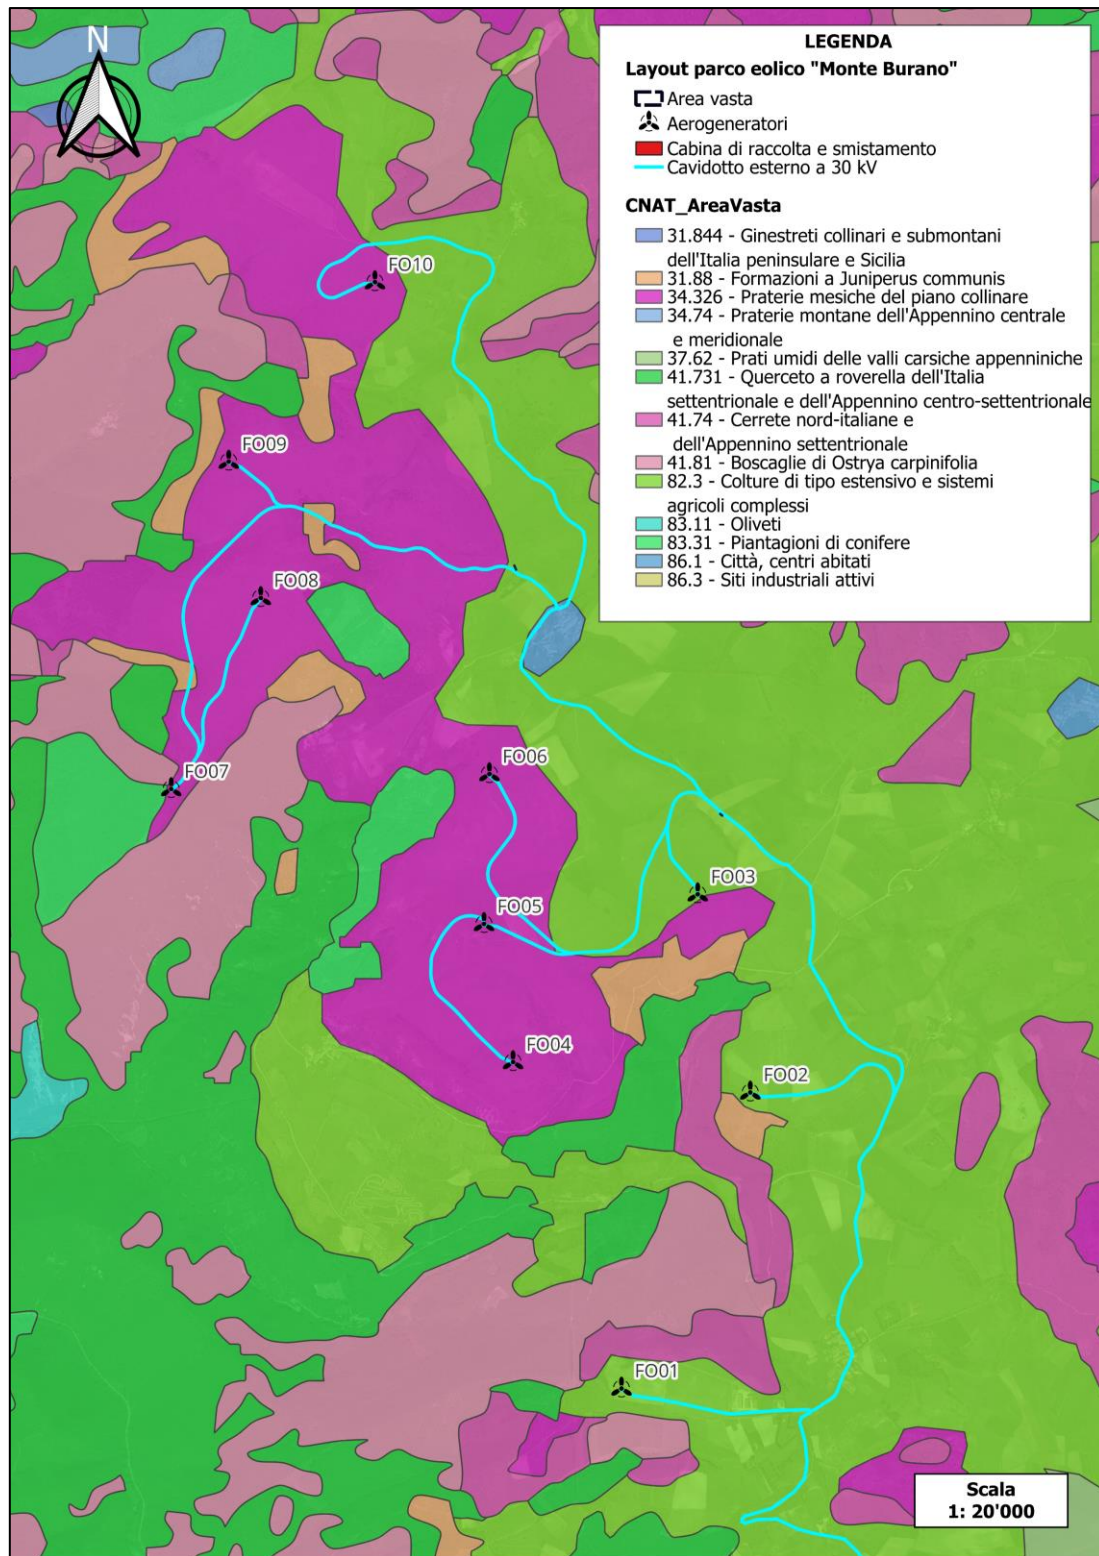 N
LEGENDA
Layout parco eolico "Monte Burano"
Area vasta
Aerogeneratori
Cabina di raccolta e smistamento
Cavidotto esterno a 30 kV
CNAT_AreaVasta
31.844 - Ginestreti collinari e submontani
dell'Italia peninsulare e Sicilia
31.88 - Formazioni a Juniperus communis
34.326 - Praterie mesiche del piano collinare
34.74 - Praterie montane dell'Appennino centrale
e meridionale
37.62 - Prati umidi delle valli carsiche appenniniche
41.731 - Querceto a roverella dell'Italia
settentrionale e dell'Appennino centro-settentrionale
41.74 - Cerrete nord-italiane e
dell'Appennino settentrionale
41.81 - Boscaglie di Ostrya carpinifolia
82.3 - Colture di tipo estensivo e sistemi
agricoli complessi
83.11 - Oliveti
83.31 - Piantagioni di conifere
86.1 - Città, centri abitati
86.3 - Siti industriali attivi
FO10
FO09
FO08
FO07
FO06
FO03
FO05
FO04
FO02
FO01
Scala
1: 20'000